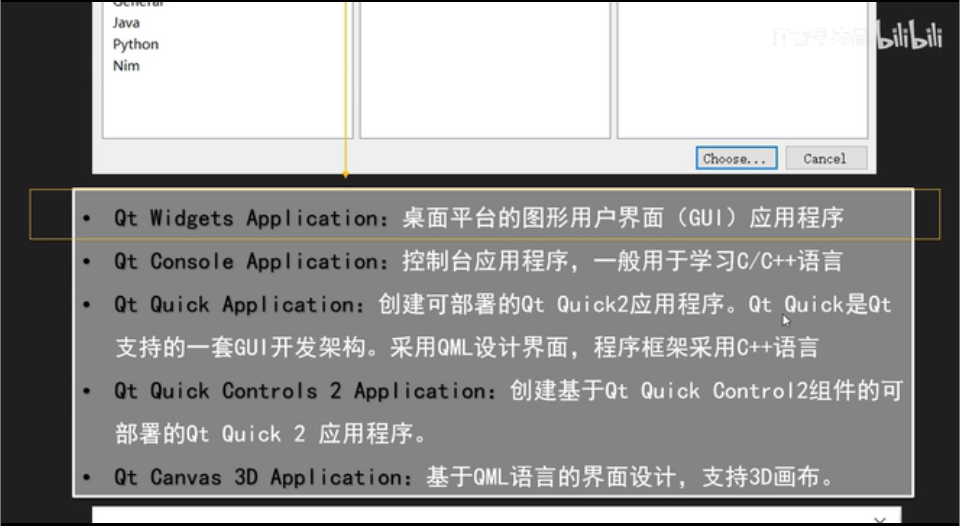 General
Java
Python
Nim
bilibili
Choose...
Cancel
• Qt Widgets Application：桌面平台的图形用户界面（GUI）应用程序
• Qt Console Application：控制台应用程序，一般用于学习C/C++语言
• Qt Quick Application：创建可部署的Qt Quick2应用程序。Qt Quick是Qt
支持的一套GUI开发架构。采用QML设计界面，程序框架采用C++语言
• Qt Quick Controls 2 Application：创建基于Qt Quick Control2组件的可
部署的Qt Quick 2 应用程序。
• Qt Canvas 3D Application：基于QML语言的界面设计，支持3D画布。